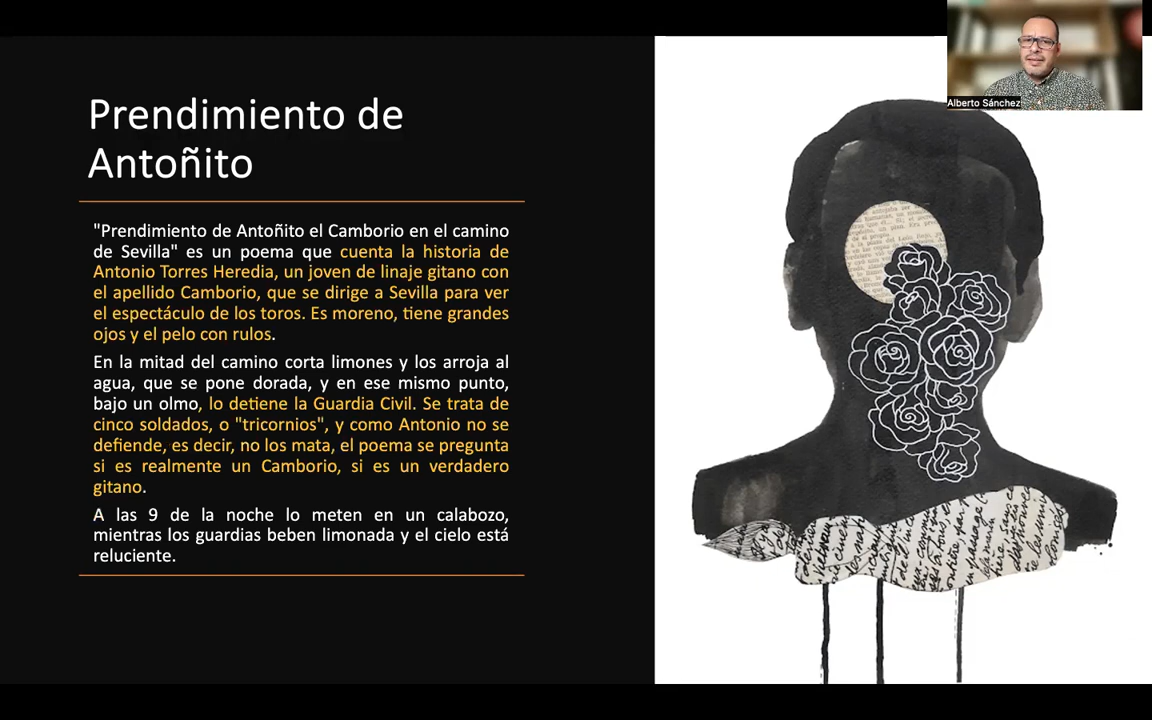 Prendimiento de
Antoñito
"Prendimiento de Antoñito el Camborio en el camino
de Sevilla" es un poema que cuenta la historia de
Antonio Torres Heredia, un joven de linaje gitano con
el apellido Camborio, que se dirige a Sevilla para ver
el espectáculo de los toros. Es moreno, tiene grandes
ojos y el pelo con rulos.
En la mitad del camino corta limones y los arroja al
agua, que se pone dorada, y en ese mismo punto,
bajo un olmo, lo detiene la Guardia Civil. Se trata de
cinco soldados, o "tricornios", y como Antonio no se
defiende, es decir, no los mata, el poema se pregunta
si es realmente un Camborio, si es un verdadero
gitano.
A las 9 de la noche lo meten en un calabozo,
mientras los guardias beben limonada y el cielo está
reluciente.
Alberto Sánchez